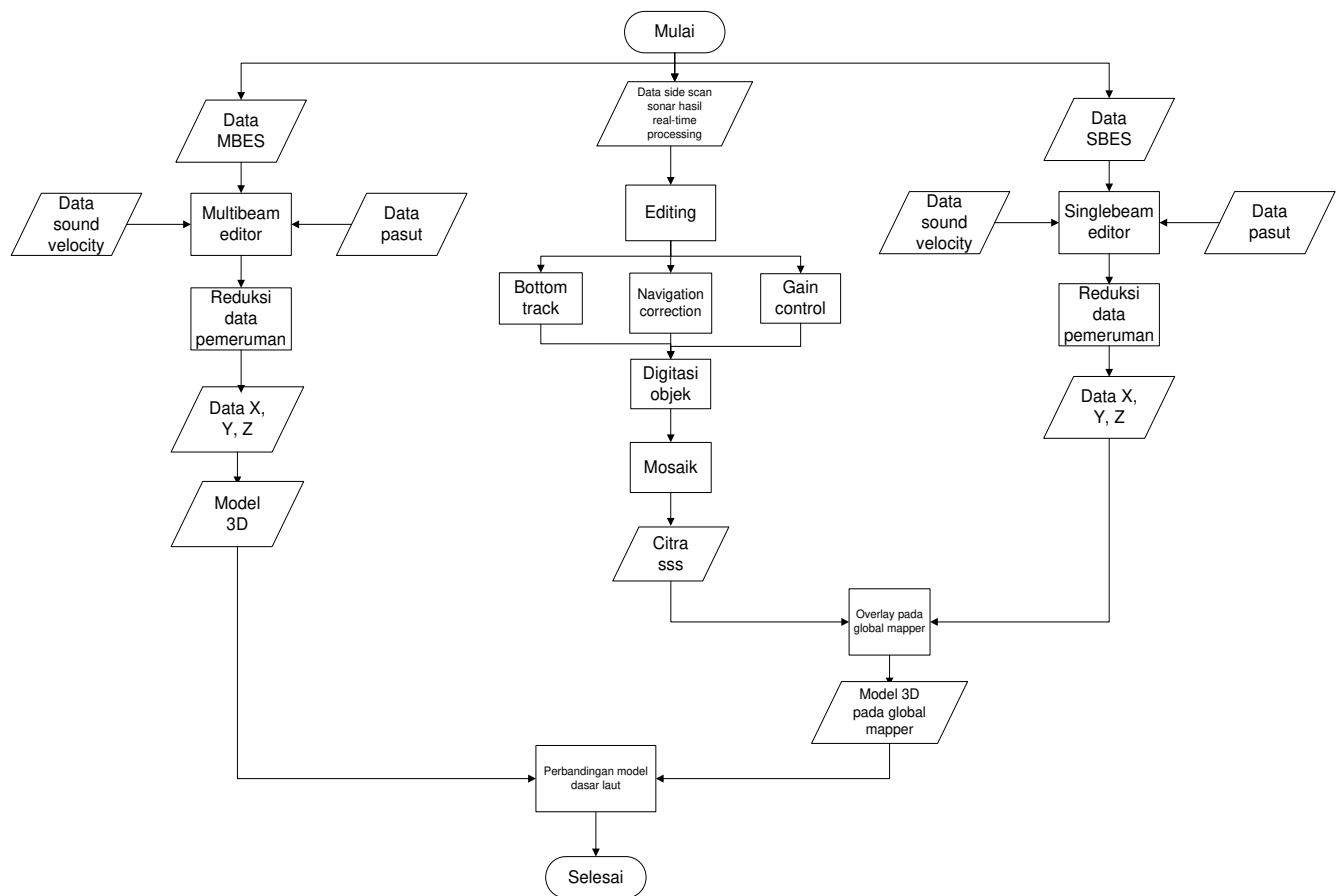 Mulai
Data
MBES
Data side scan
sonar hasil
real-time
processing
Data
SBES
Data
sound
velocity
Multibeam
editor
Data
pasut
Editing
Data
sound
velocity
Singlebeam
editor
Data
pasut
Reduksi
data
pemeruman
Bottom
track
Navigation
correction
Gain
control
Reduksi
data
pemeruman
Data X,
Y, Z
Digitasi
objek
Data X,
Y, Z
Model
3D
Mosaik
Citra
sss
Overlay pada
global mapper
Model 3D
pada global
mapper
Perbandingan model
dasar laut
Selesai